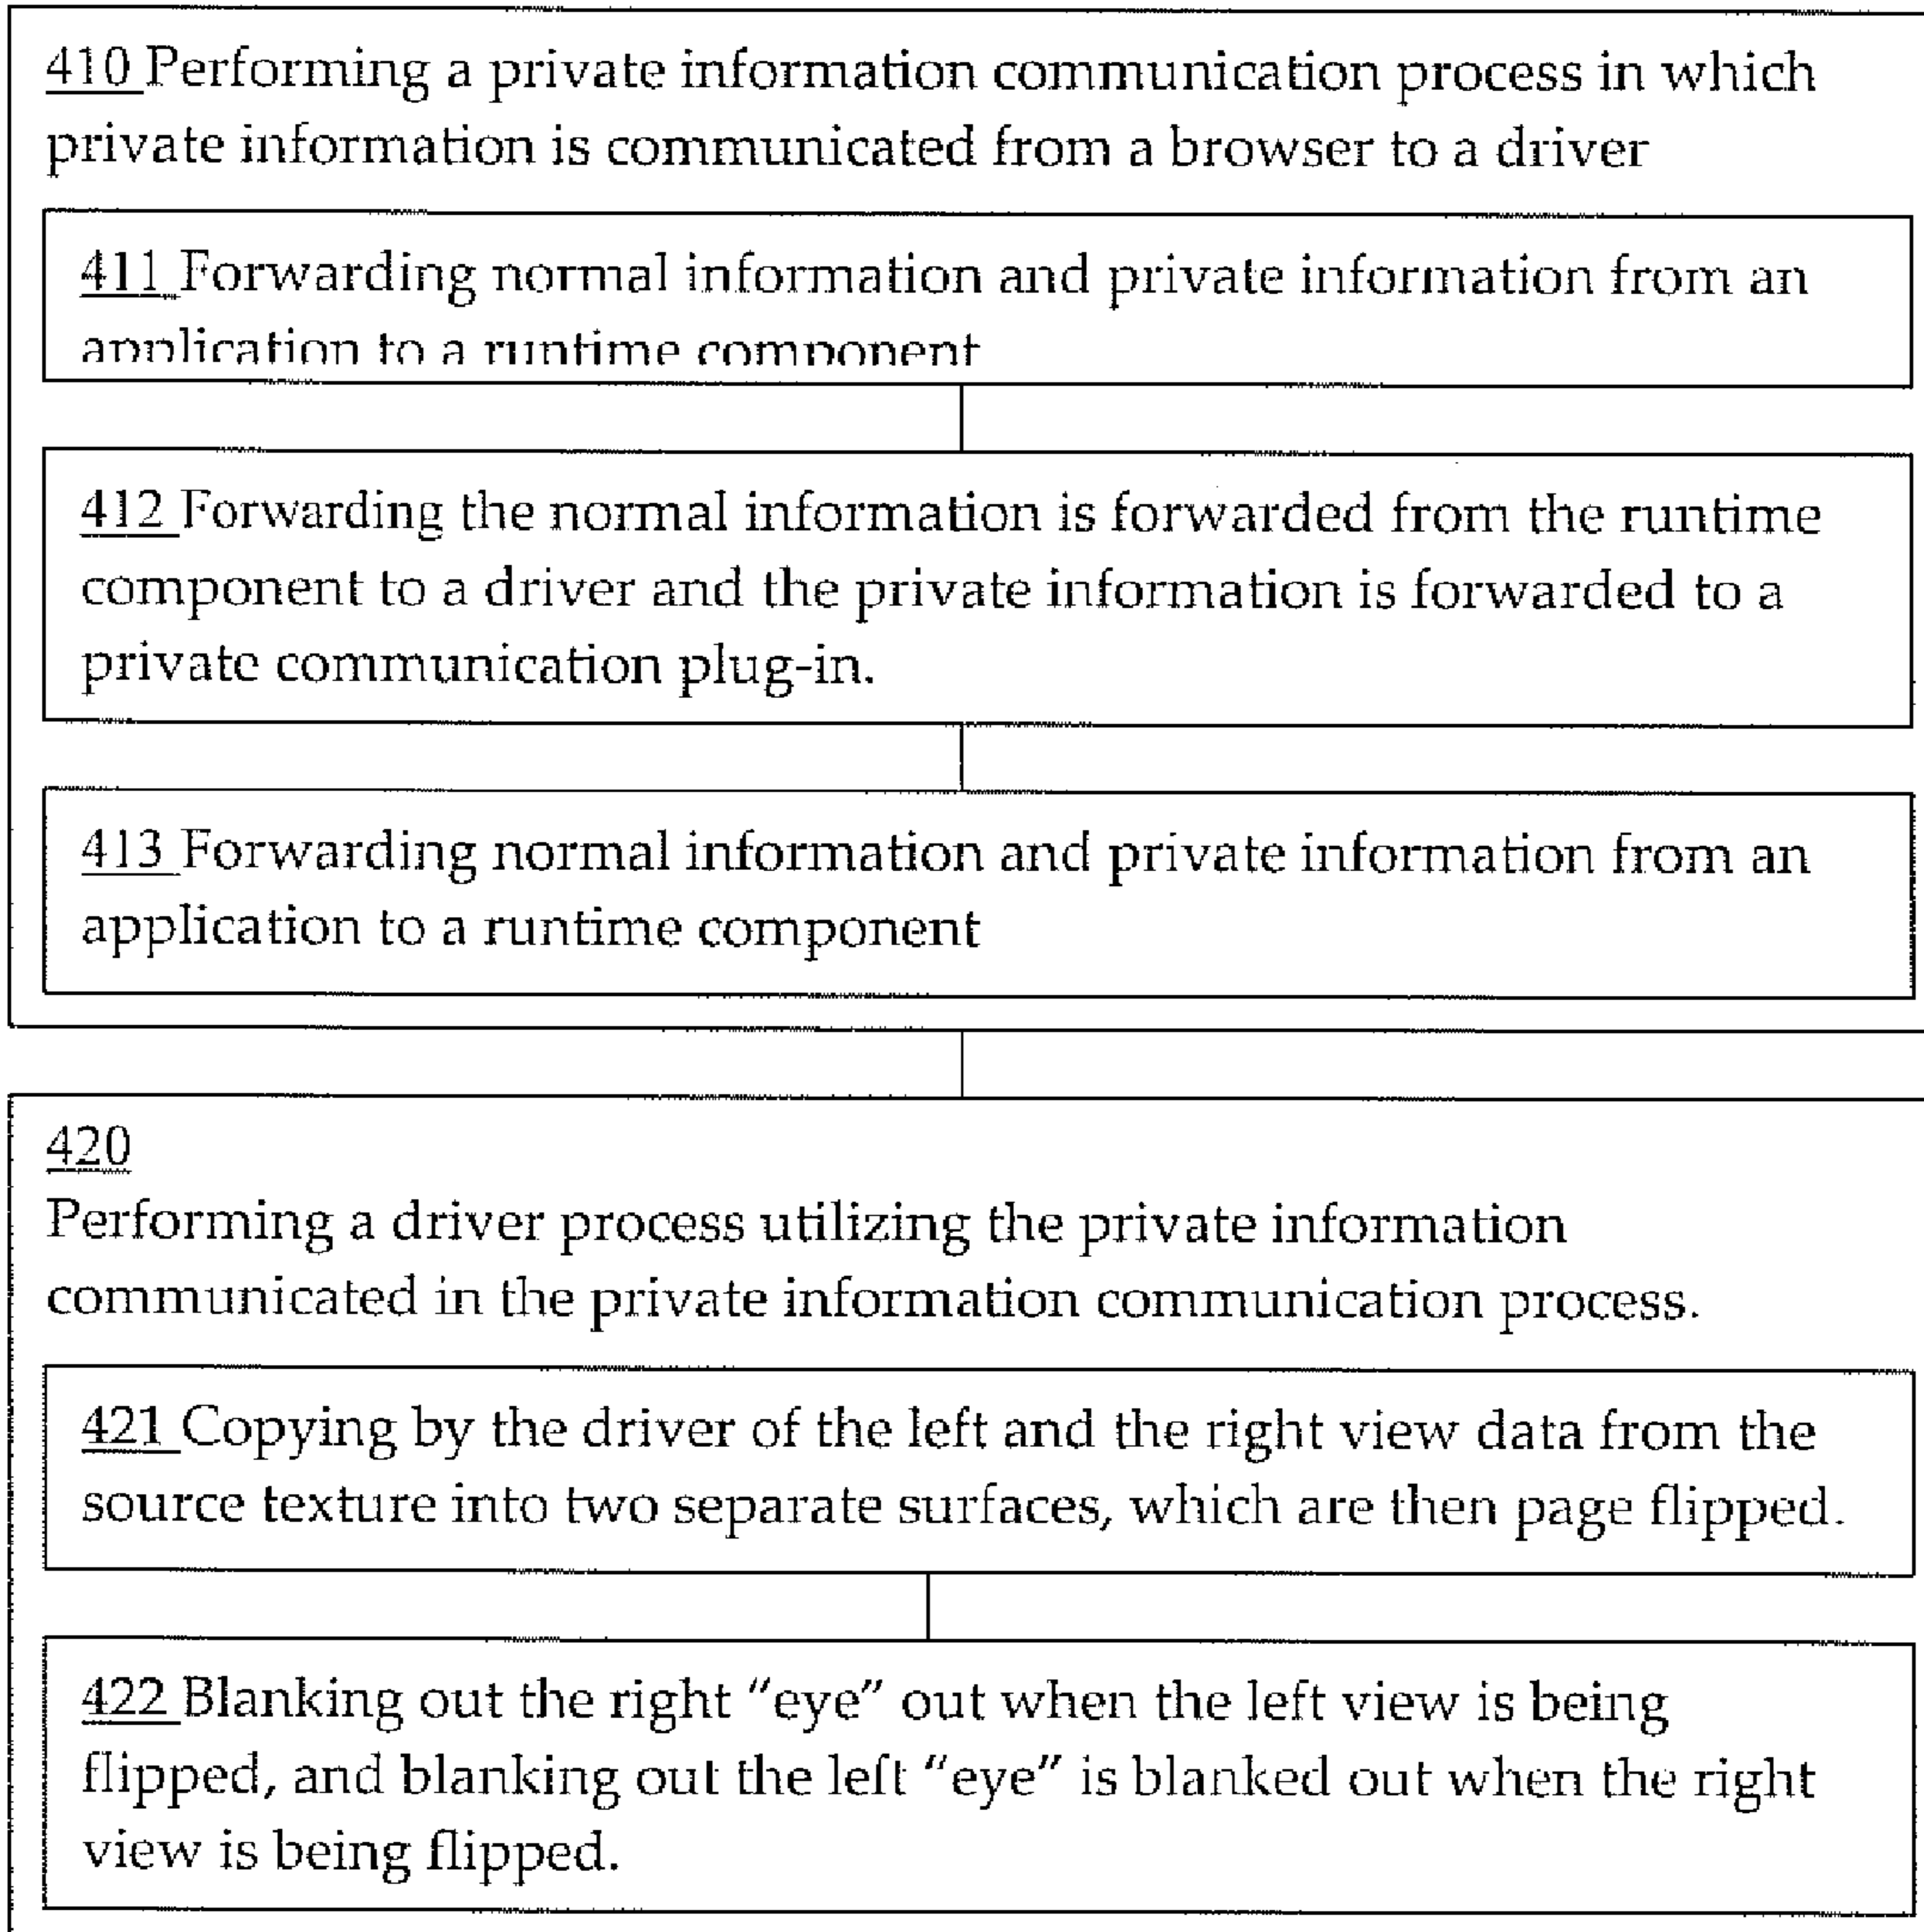 410 Performing a private information communication process in which
private information is communicated from a browser to a driver
411 Forwarding normal information and private information from an
application to a runtime component
412 Forwarding the normal information is forwarded from the runtime
component to a driver and the private information is forwarded to a
private communication plug-in.
413 Forwarding normal information and private information from an
application to a runtime component
420
Performing a driver process utilizing the private information
communicated in the private information communication process.
421 Copying by the driver of the left and the right view data from the
source texture into two separate surfaces, which are then page flipped.
422 Blanking out the right “eye” out when the left view is being
flipped, and blanking out the left “eye” is blanked out when the right
view is being flipped.